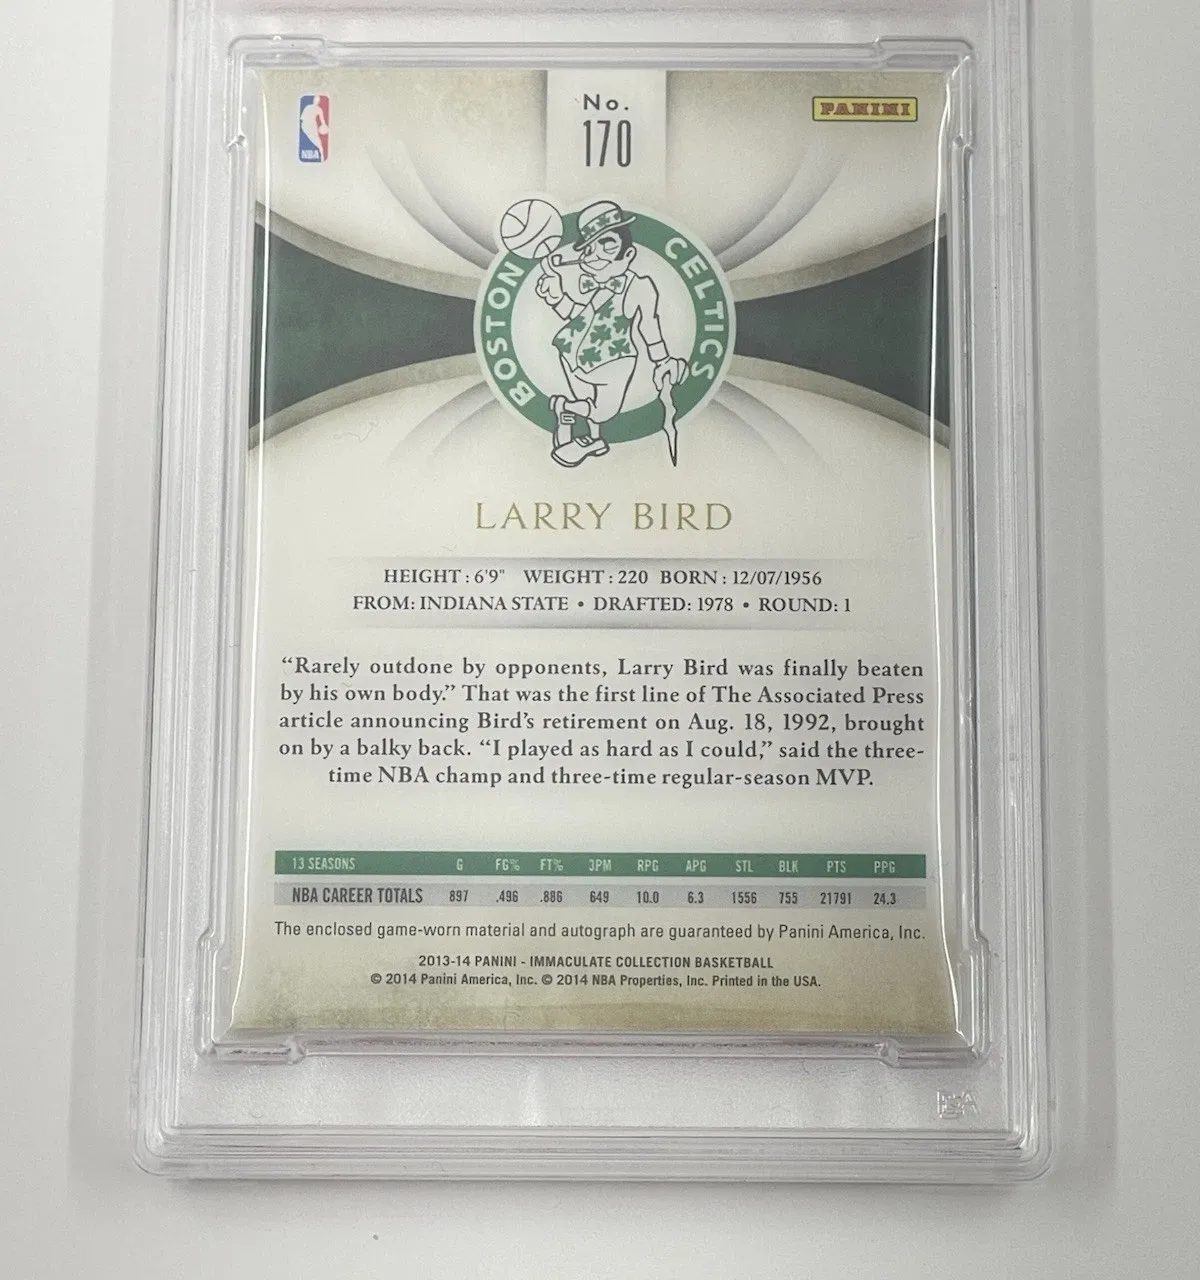 No.
170
NBA
PANINI
BOSTON CELTICS
LARRY BIRD
HEIGHT: 6'9" WEIGHT: 220 BORN: 12/07/1956
FROM: INDIANA STATE • DRAFTED: 1978 • ROUND: 1
“Rarely outdone by opponents, Larry Bird was finally beaten
by his own body.” That was the first line of The Associated Press
article announcing Bird’s retirement on Aug. 18, 1992, brought
on by a balky back. “I played as hard as I could,” said the three-
time NBA champ and three-time regular-season MVP.
13 SEASONS G FG% FT% 3PM RPG APG STL BLK PTS PPG
NBA CAREER TOTALS 897 .496 .886 649 10.0 6.3 1556 755 21791 24.3
The enclosed game-worn material and autograph are guaranteed by Panini America, Inc.
2013-14 PANINI - IMMACULATE COLLECTION BASKETBALL
© 2014 Panini America, Inc. © 2014 NBA Properties, Inc. Printed in the USA.
PSA